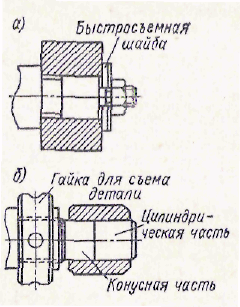 а)
Быстросъемная
шайба
б)
Гайка для съема
детали
Цилиндри-
ческая часть
Конусная часть